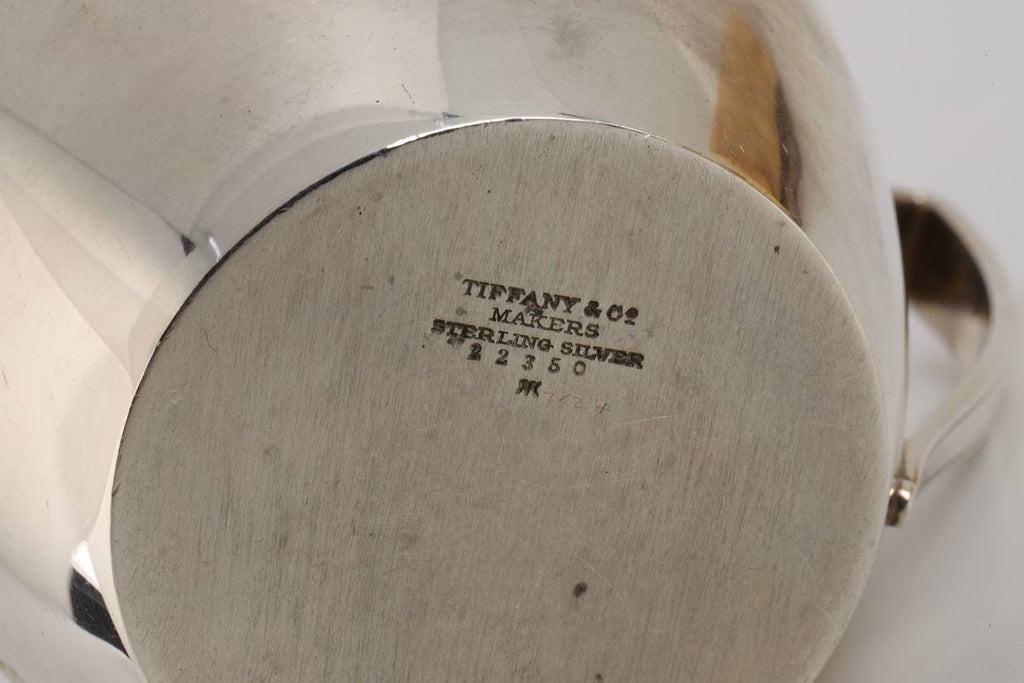 TIFFANY & Cº
MAKERS
STERLING SILVER
22350
M